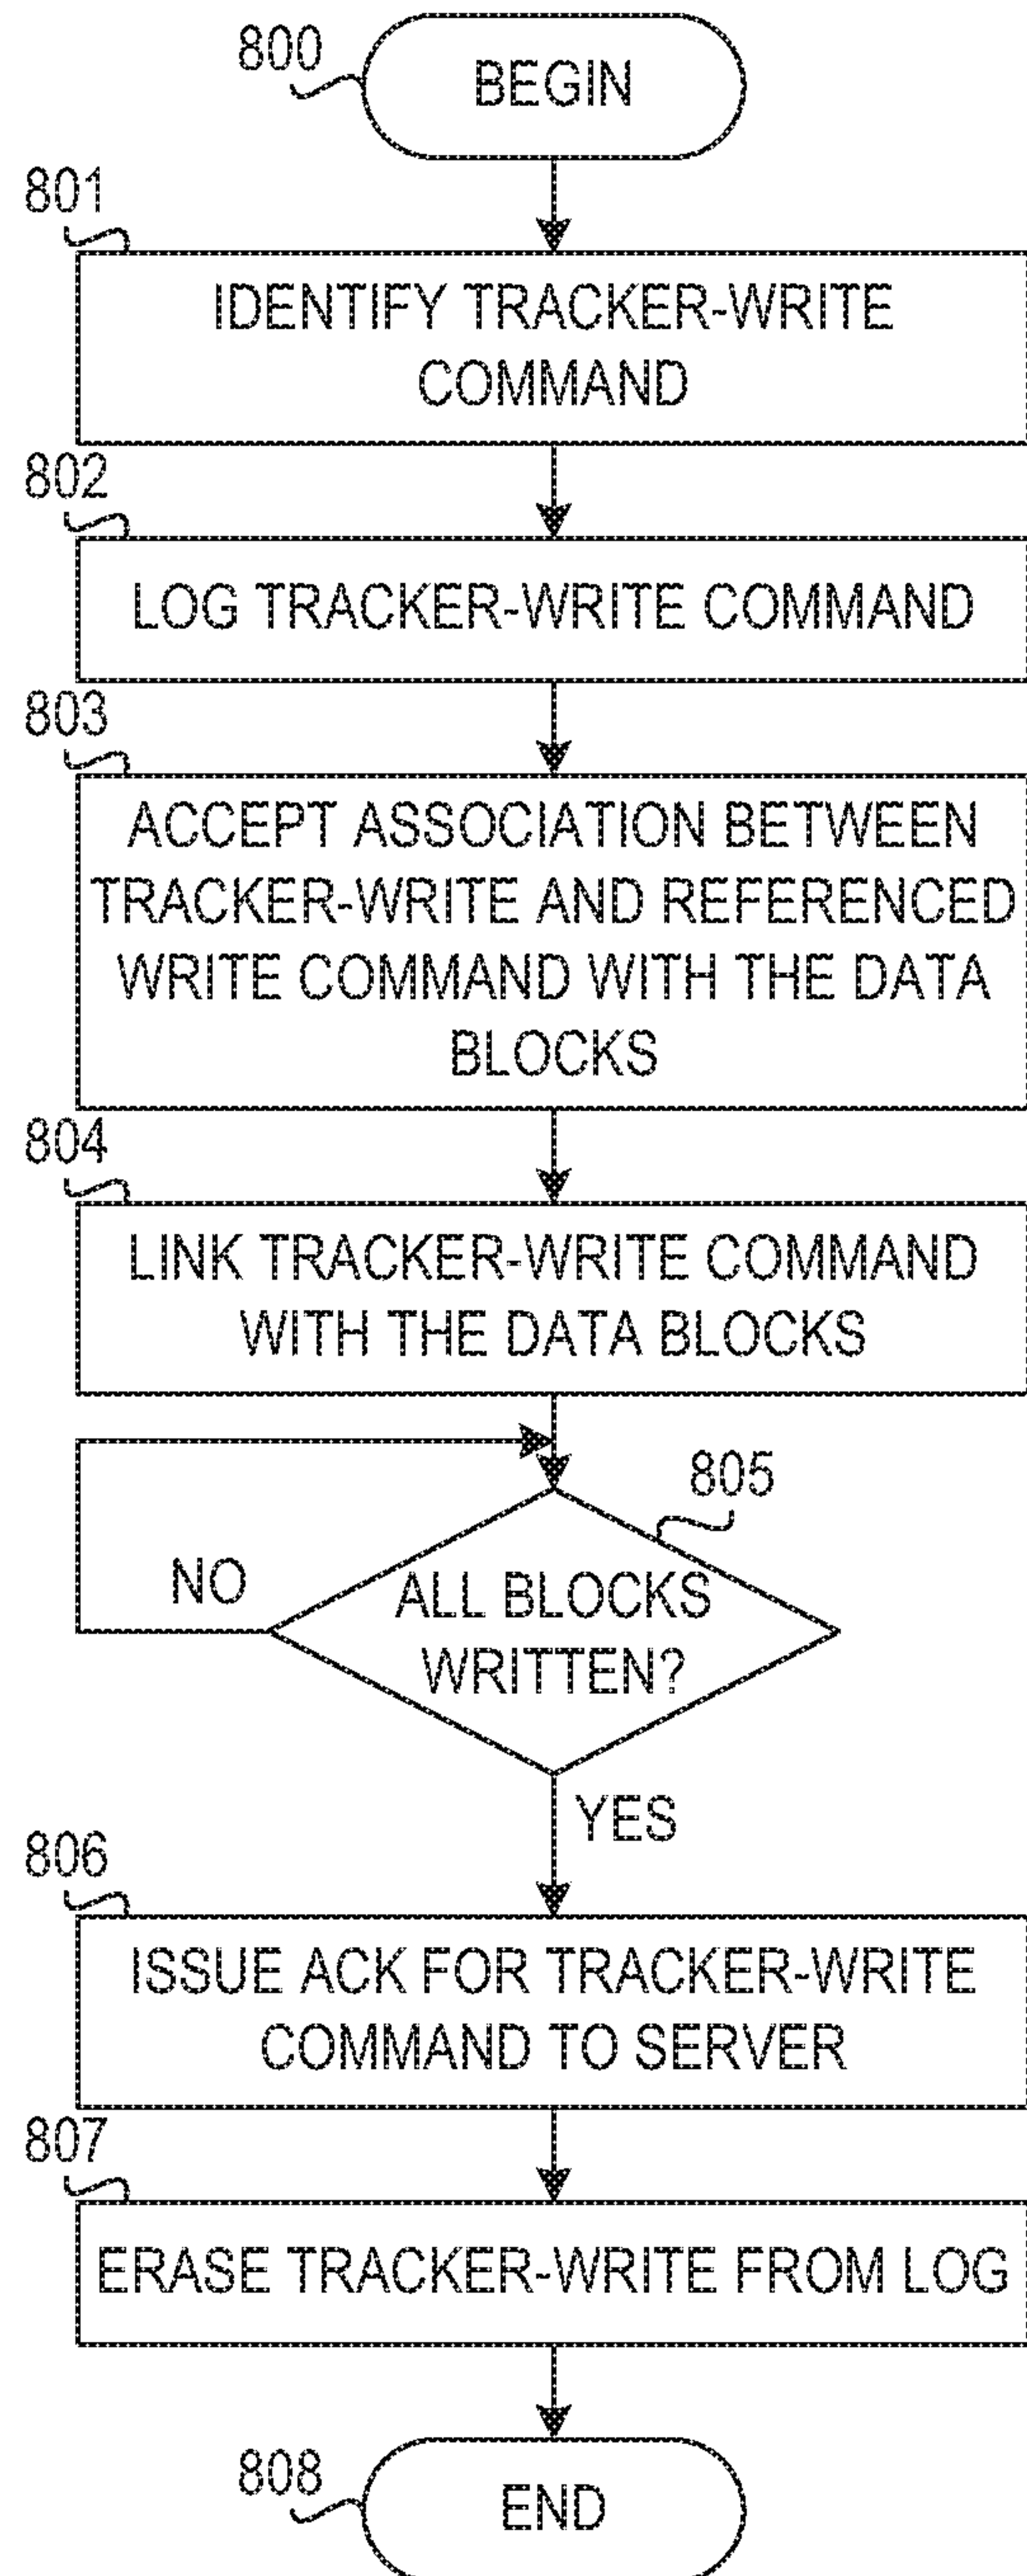 800
BEGIN
801
IDENTIFY TRACKER-WRITE
COMMAND
802
LOG TRACKER-WRITE COMMAND
803
ACCEPT ASSOCIATION BETWEEN
TRACKER-WRITE AND REFERENCED
WRITE COMMAND WITH THE DATA
BLOCKS
804
LINK TRACKER-WRITE COMMAND
WITH THE DATA BLOCKS
805
NO
ALL BLOCKS
WRITTEN?
YES
806
ISSUE ACK FOR TRACKER-WRITE
COMMAND TO SERVER
807
ERASE TRACKER-WRITE FROM LOG
808
END